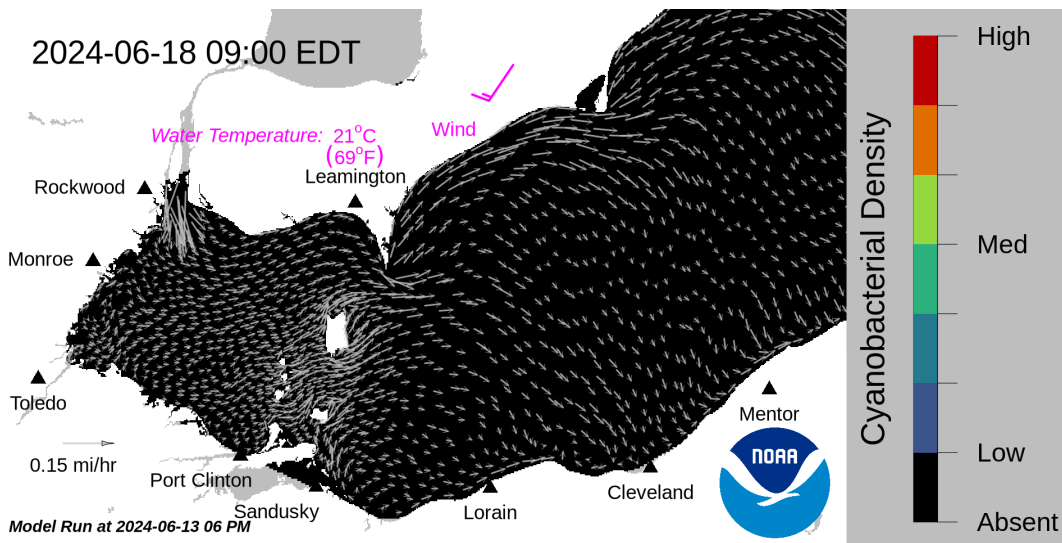 2024-06-18 09:00 EDT
Water Temperature: 21°C
(69°F)
Wind
Leamington
Rockwood
Monroe
Toledo
0.15 mi/hr
Port Clinton
Sandusky
Lorain
Cleveland
Mentor
NOAA
Model Run at 2024-06-13 06 PM
Cyanobacterial Density
High
Med
Low
Absent